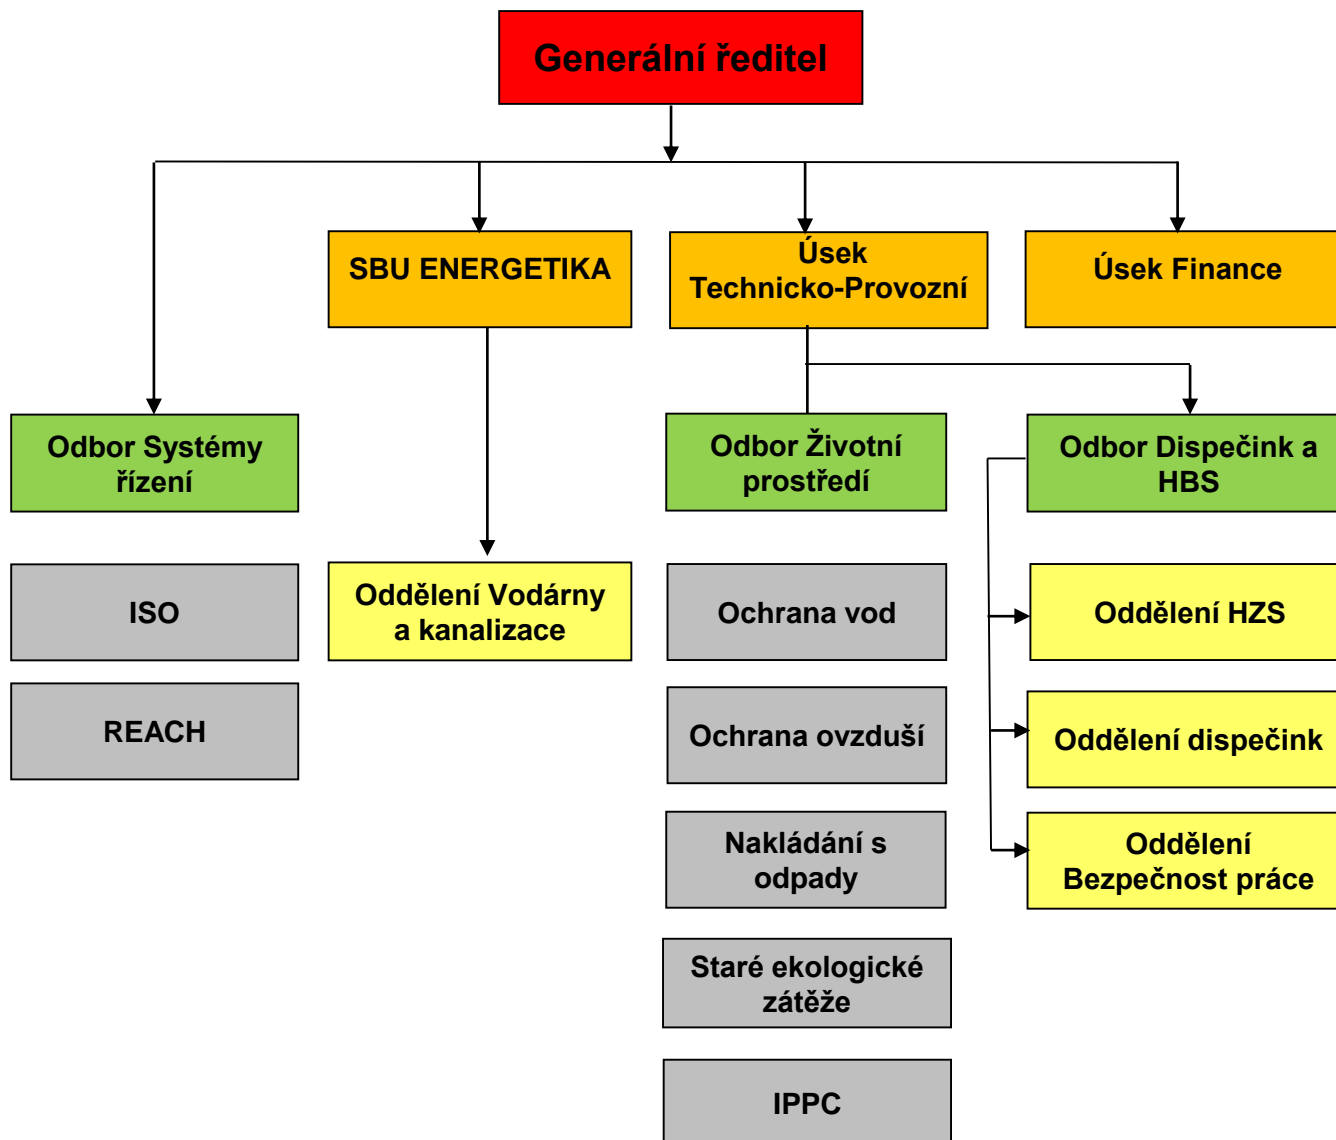 Generální ředitel
SBU ENERGETIKA
Úsek
Technicko-Provozní
Úsek Finance
Odbor Systémy
řízení
Odbor Životní
prostředí
Odbor Dispečink a
HBS
ISO
Oddělení Vodárny
a kanalizace
Ochrana vod
Oddělení HZS
REACH
Ochrana ovzduší
Oddělení dispečink
Nakládání s
odpady
Oddělení
Bezpečnost práce
Staré ekologické
zátěže
IPPC